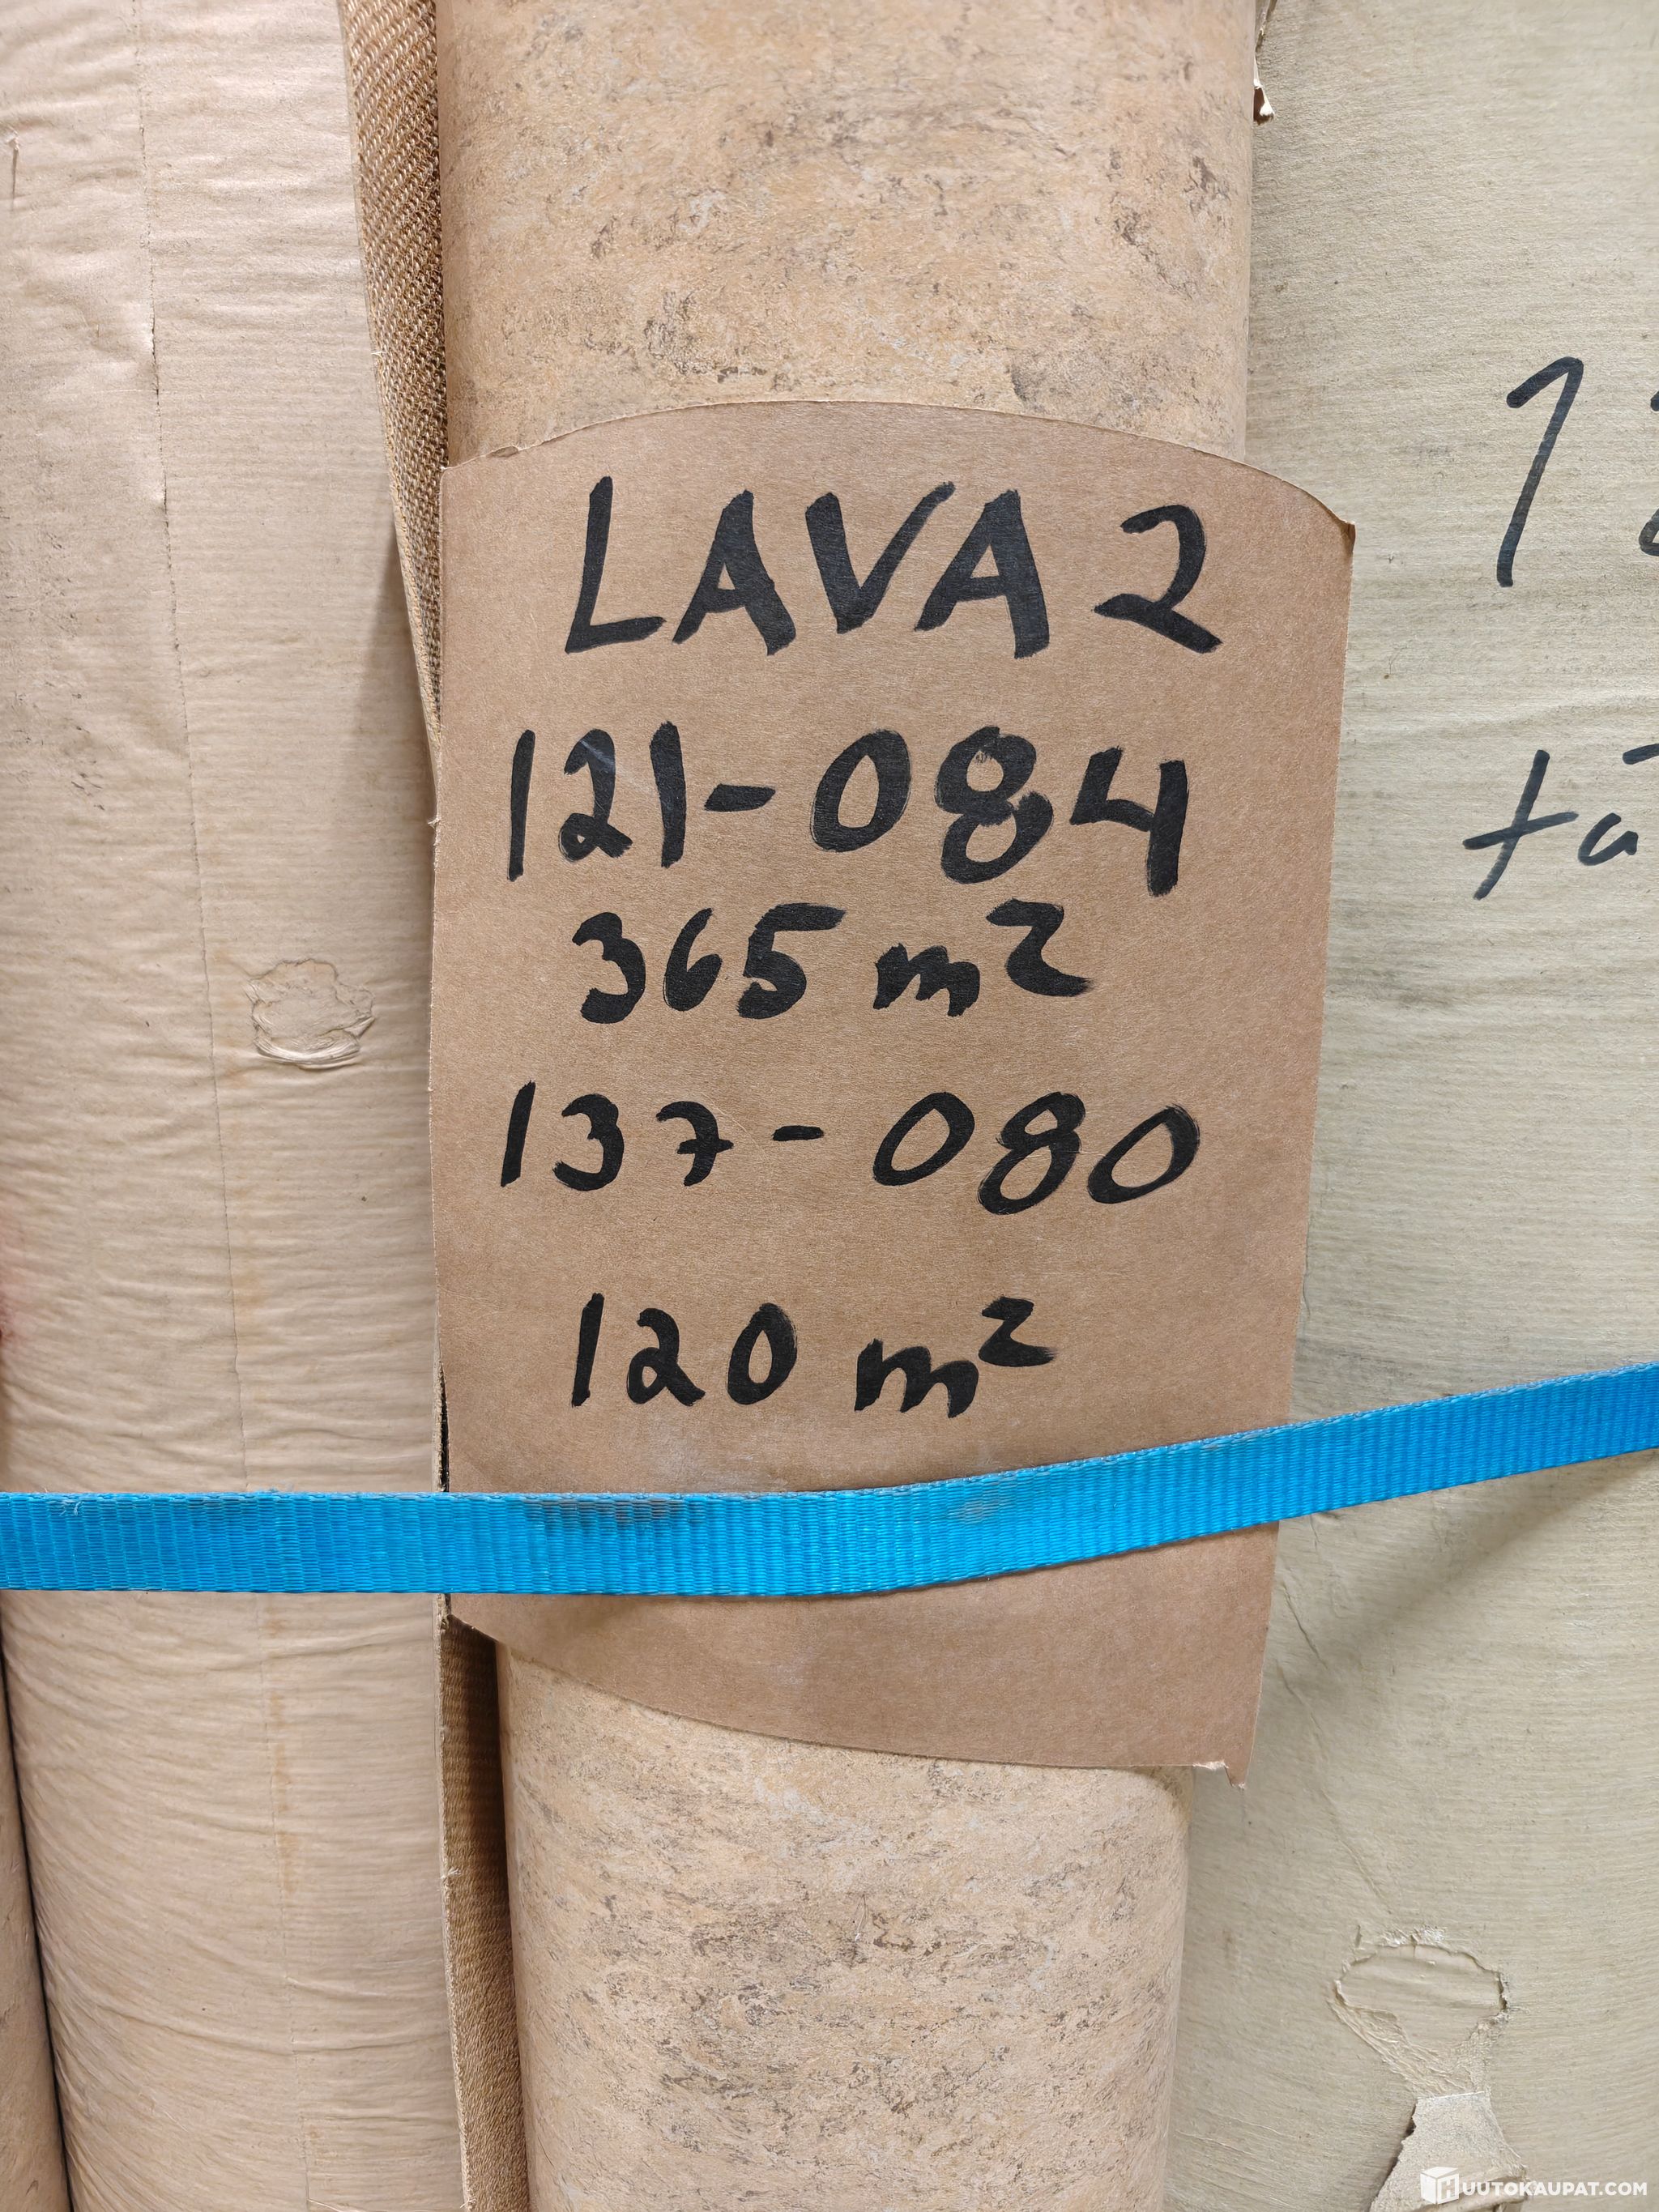 LAVA 2
121-084
365 m²
137-080
120 m²
HUUTOKAUPAT.COM